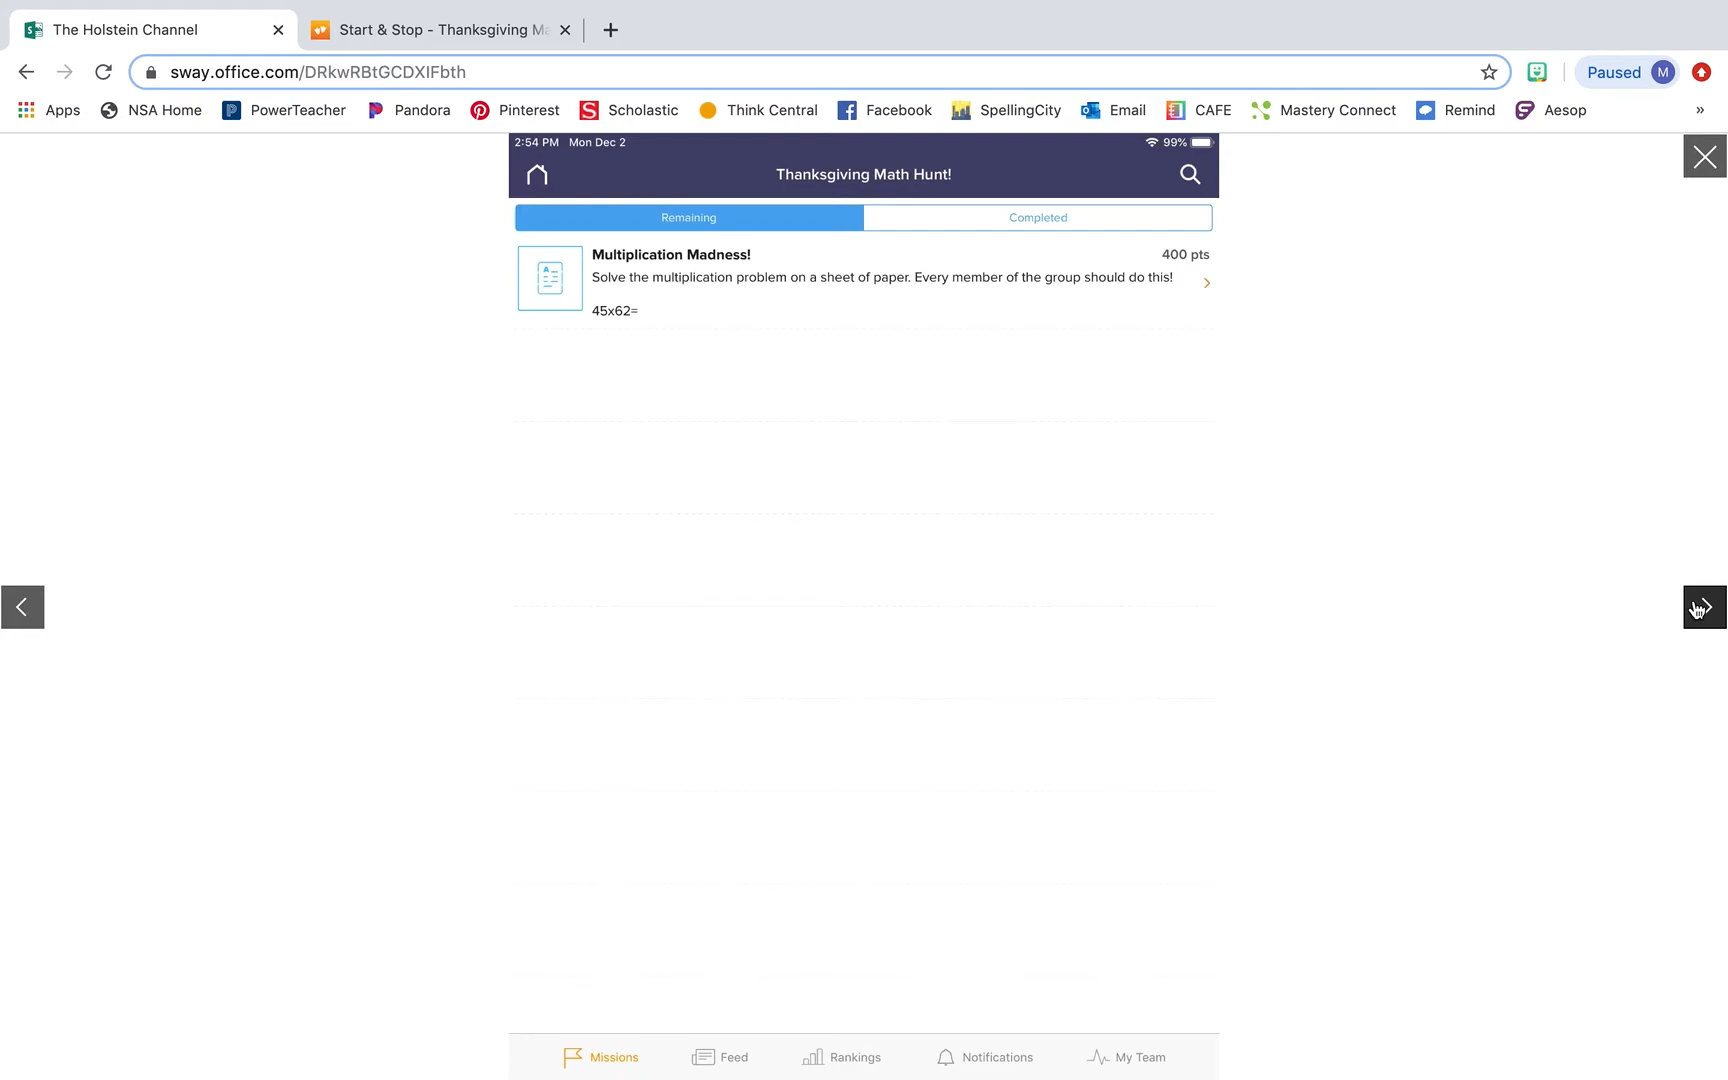 The Holstein Channel
Start & Stop - Thanksgiving Ma
sway.office.com/DRkwRBtGCDXIFbth
Paused M
Apps NSA Home PowerTeacher Pandora Pinterest Scholastic Think Central Facebook SpellingCity Email CAFE Mastery Connect Remind Aesop »
2:54 PM Mon Dec 2 99%
Thanksgiving Math Hunt!
Remaining Completed
Multiplication Madness! 400 pts
Solve the multiplication problem on a sheet of paper. Every member of the group should do this!
45x62=
Missions Feed Rankings Notifications My Team